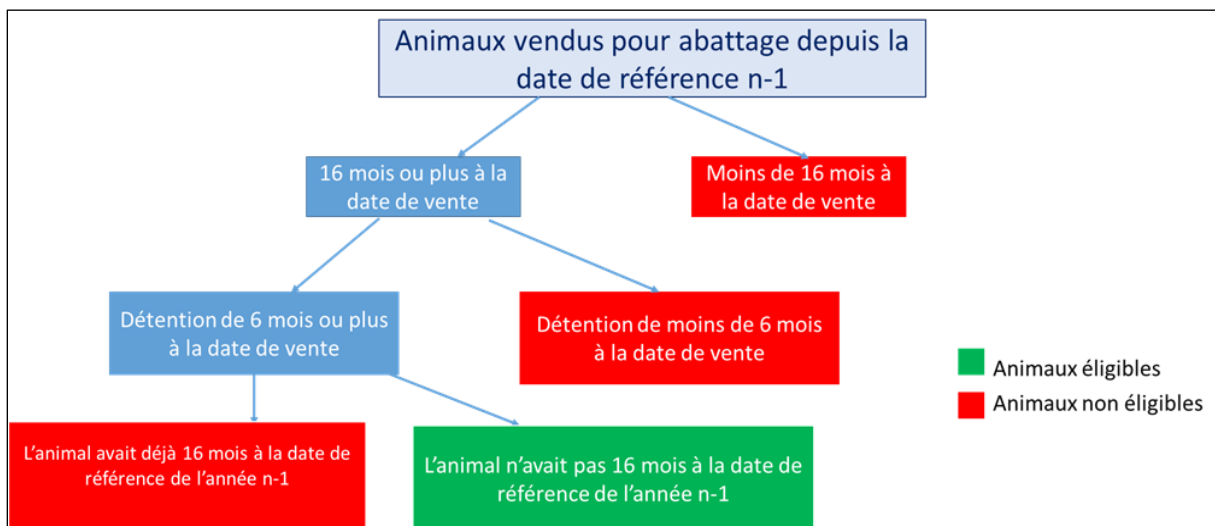 Animaux vendus pour abattage depuis la
date de référence n-1
16 mois ou plus à la
date de vente
Moins de 16 mois à
la date de vente
Détention de 6 mois ou plus
à la date de vente
Détention de moins de 6 mois
à la date de vente
Animaux éligibles
Animaux non éligibles
L’animal avait déjà 16 mois à la date de
référence de l’année n-1
L’animal n’avait pas 16 mois à la date de
référence de l’année n-1